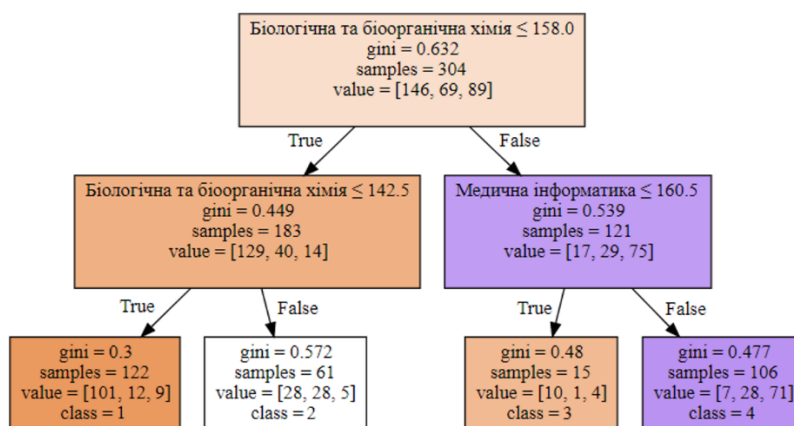 Біологічна та біоорганічна хімія ≤ 158.0
gini = 0.632
samples = 304
value = [146, 69, 89]
True
False
Біологічна та біоорганічна хімія ≤ 142.5
gini = 0.449
samples = 183
value = [129, 40, 14]
Медична інформатика ≤ 160.5
gini = 0.539
samples = 121
value = [17, 29, 75]
True
False
True
False
gini = 0.3
samples = 122
value = [101, 12, 9]
class = 1
gini = 0.572
samples = 61
value = [28, 28, 5]
class = 2
gini = 0.48
samples = 15
value = [10, 1, 4]
class = 3
gini = 0.477
samples = 106
value = [7, 28, 71]
class = 4